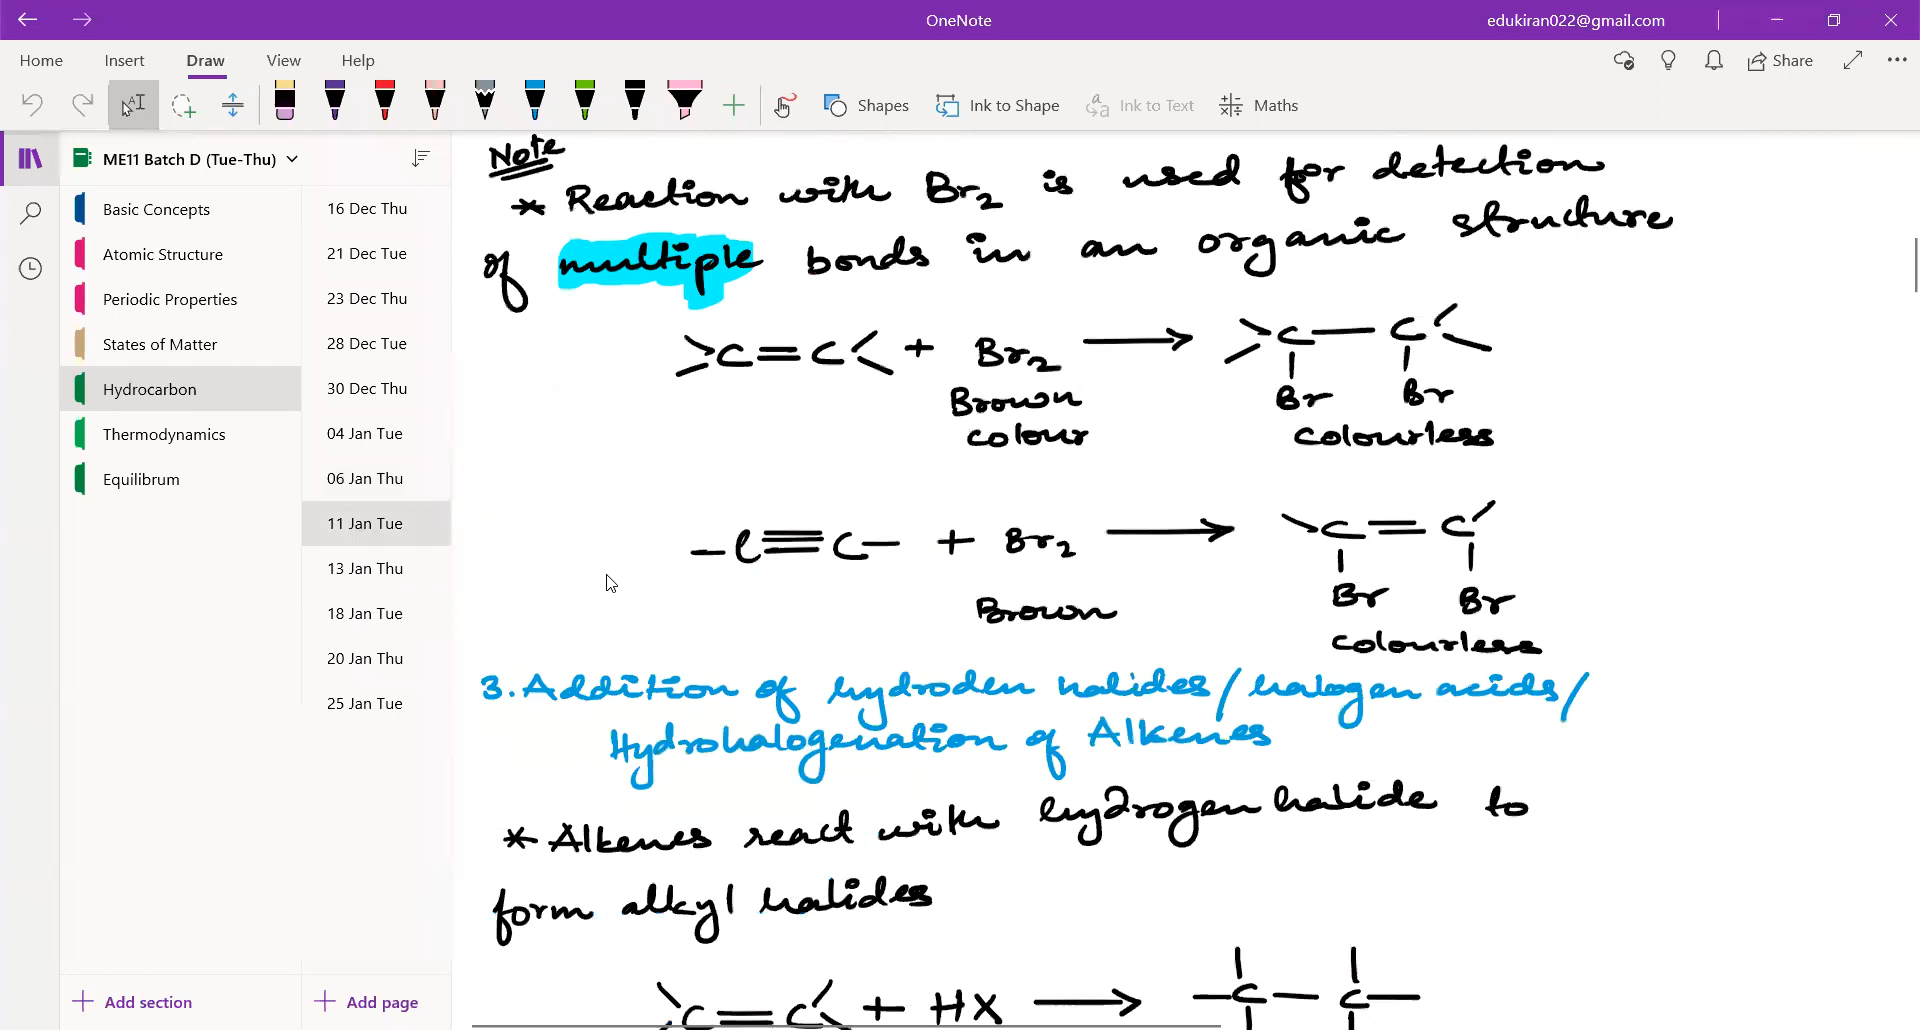 OneNote
edukiran022@gmail.com
Home Insert Draw View Help
Share
Shapes Ink to Shape Ink to Text Maths
ME11 Batch D (Tue-Thu)
Basic Concepts
Atomic Structure
Periodic Properties
States of Matter
Hydrocarbon
Thermodynamics
Equilibrum
16 Dec Thu
21 Dec Tue
23 Dec Thu
28 Dec Tue
30 Dec Thu
04 Jan Tue
06 Jan Thu
11 Jan Tue
13 Jan Thu
18 Jan Tue
20 Jan Thu
25 Jan Tue
Add section
Add page
Note
* Reaction with Br2 is used for detection
of multiple bonds in an organic structure
>C=C< + Br2 → >C—C<
Br Br
Brown
colour
colourless
—C≡C— + Br2 → C=C
Br Br
Brown
colourless
3. Addition of hydroden halides/halogen acids/
Hydrohalogenation of Alkenes
* Alkenes react with hydrogen halide to
form alkyl halides
C=C + HX → —C—C—